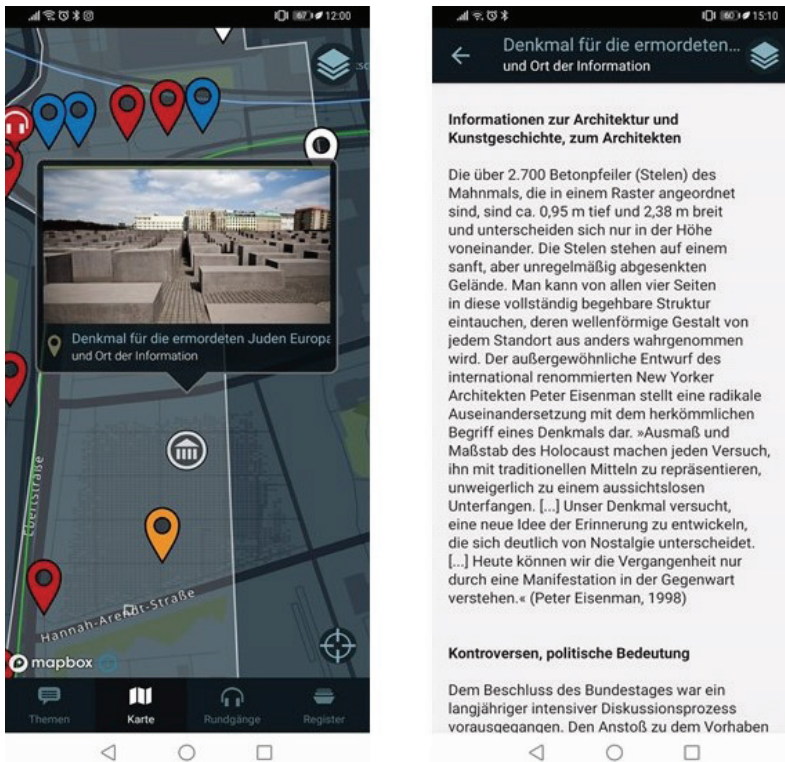 67 12:00
Denkmal für die ermordeten Juden Europa
und Ort der Information
Ebertstraße
Hannah-Arendt-Straße
mapbox
Themen
Karte
Rundgänge
Register
60 15:10
Denkmal für die ermordeten...
und Ort der Information
Informationen zur Architektur und
Kunstgeschichte, zum Architekten
Die über 2.700 Betonpfeiler (Stelen) des
Mahnmals, die in einem Raster angeordnet
sind, sind ca. 0,95 m tief und 2,38 m breit
und unterscheiden sich nur in der Höhe
voneinander. Die Stelen stehen auf einem
sanft, aber unregelmäßig abgesenkten
Gelände. Man kann von allen vier Seiten
in diese vollständig begehbare Struktur
eintauchen, deren wellenförmige Gestalt von
jedem Standort aus anders wahrgenommen
wird. Der außergewöhnliche Entwurf des
international renommierten New Yorker
Architekten Peter Eisenman stellt eine radikale
Auseinandersetzung mit dem herkömmlichen
Begriff eines Denkmals dar. »Ausmaß und
Maßstab des Holocaust machen jeden Versuch,
ihn mit traditionellen Mitteln zu repräsentieren,
unweigerlich zu einem aussichtslosen
Unterfangen. [...] Unser Denkmal versucht,
eine neue Idee der Erinnerung zu entwickeln,
die sich deutlich von Nostalgie unterscheidet.
[...] Heute können wir die Vergangenheit nur
durch eine Manifestation in der Gegenwart
verstehen.« (Peter Eisenman, 1998)
Kontroversen, politische Bedeutung
Dem Beschluss des Bundestages war ein
langjähriger intensiver Diskussionsprozess
vorausgegangen. Den Anstoß zu dem Vorhaben